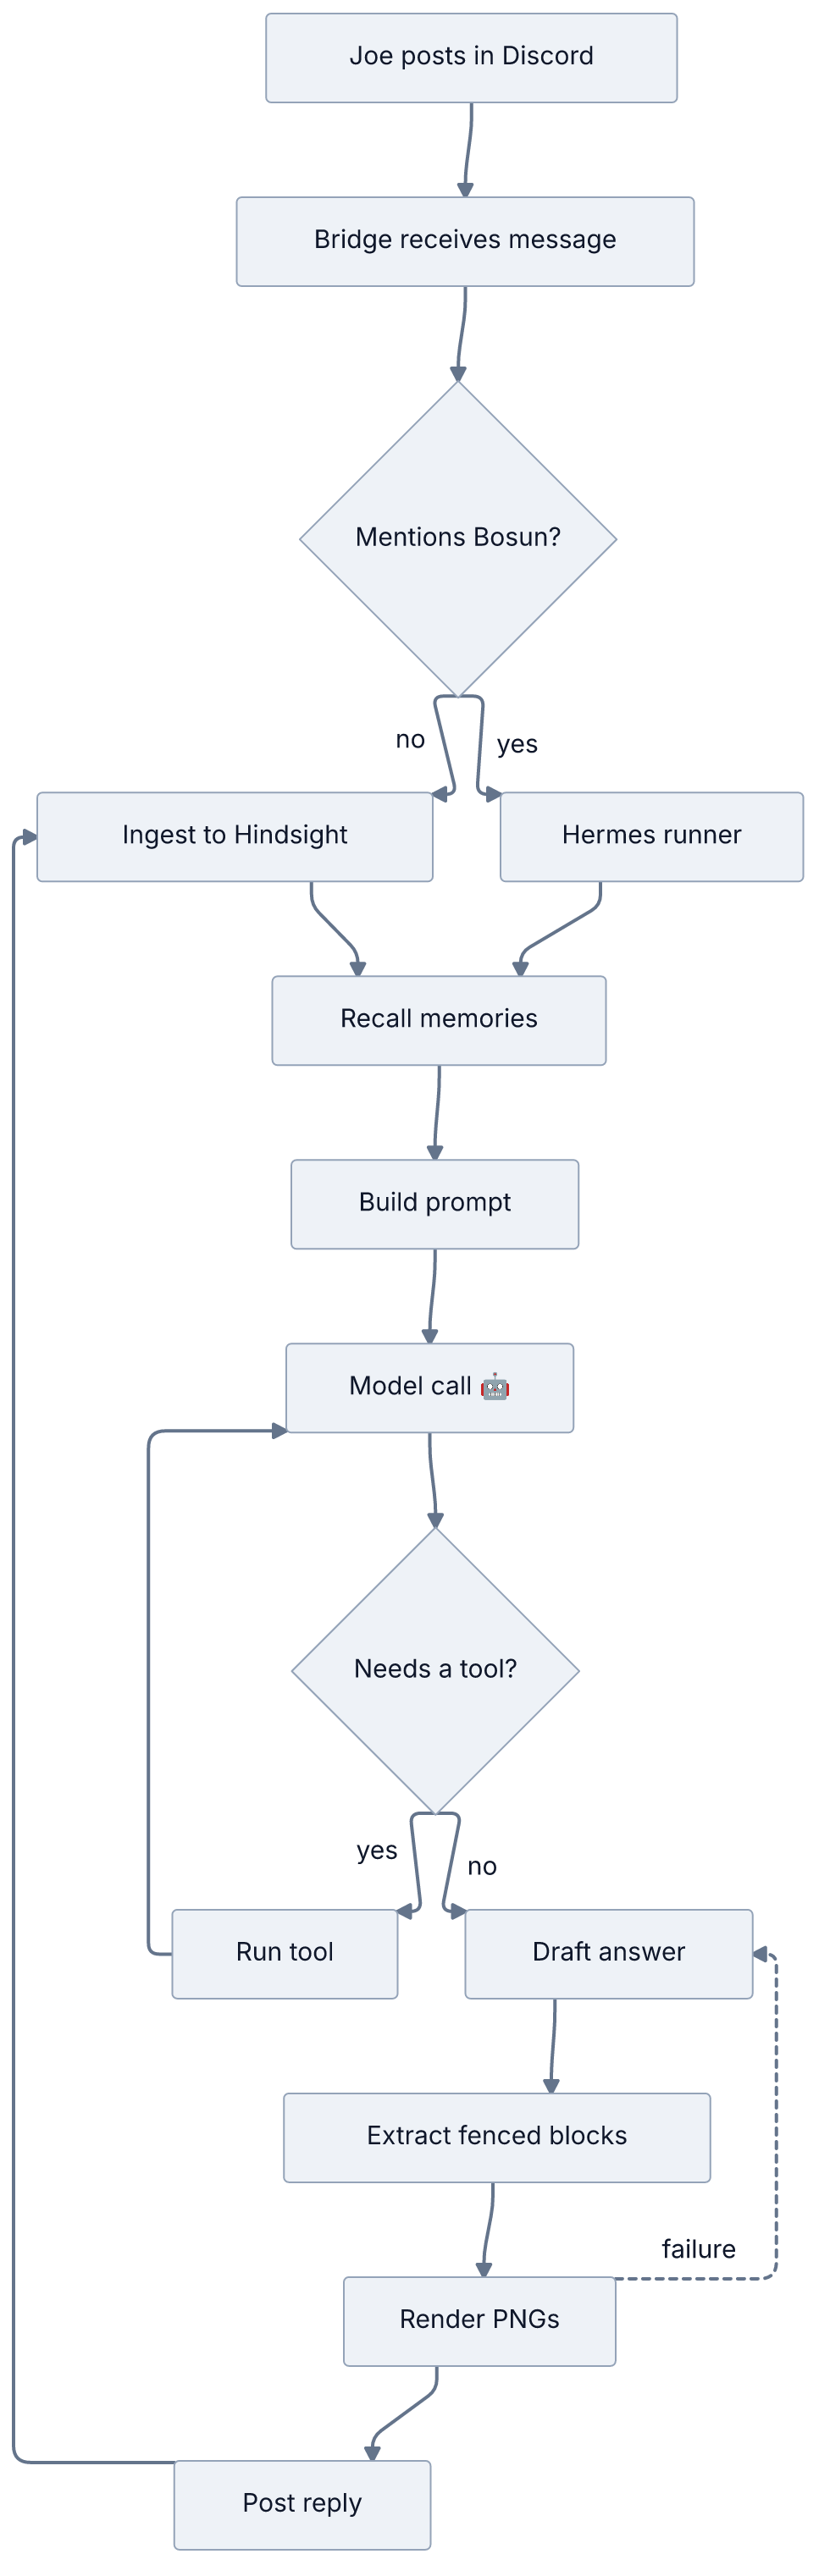 Joe posts in Discord
Bridge receives message
Mentions Bosun?
no
yes
Ingest to Hindsight
Hermes runner
Recall memories
Build prompt
Model call 🤖
Needs a tool?
yes
no
Run tool
Draft answer
Extract fenced blocks
failure
Render PNGs
Post reply